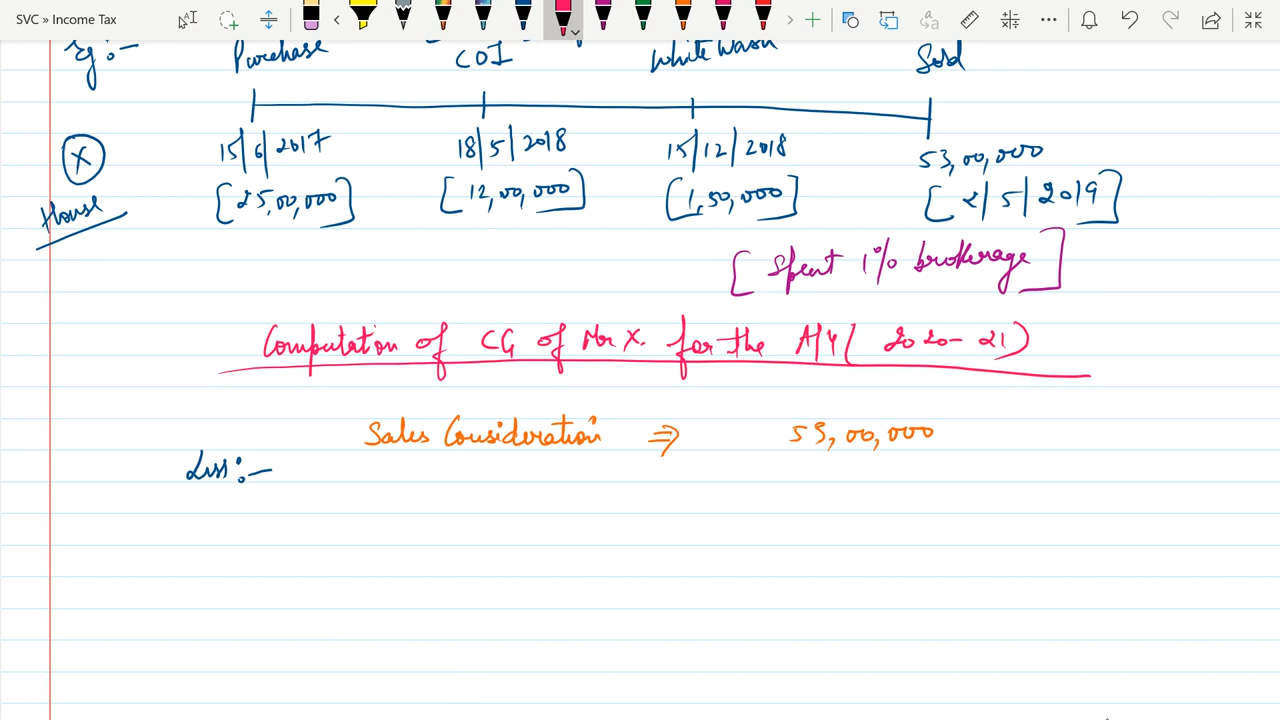 SVC » Income Tax
Eg:- Purchase COI White Wash Sold
15/6/2017 18/5/2018 15/12/2018 53,00,000
X [25,00,000] [12,00,000] [1,50,000] [2/5/2019]
House
[Spent 1% brokerage]
Computation of CG of Mr X. for the A/Y (2020-21)
Sales Consideration ⇒ 53,00,000
Less:-